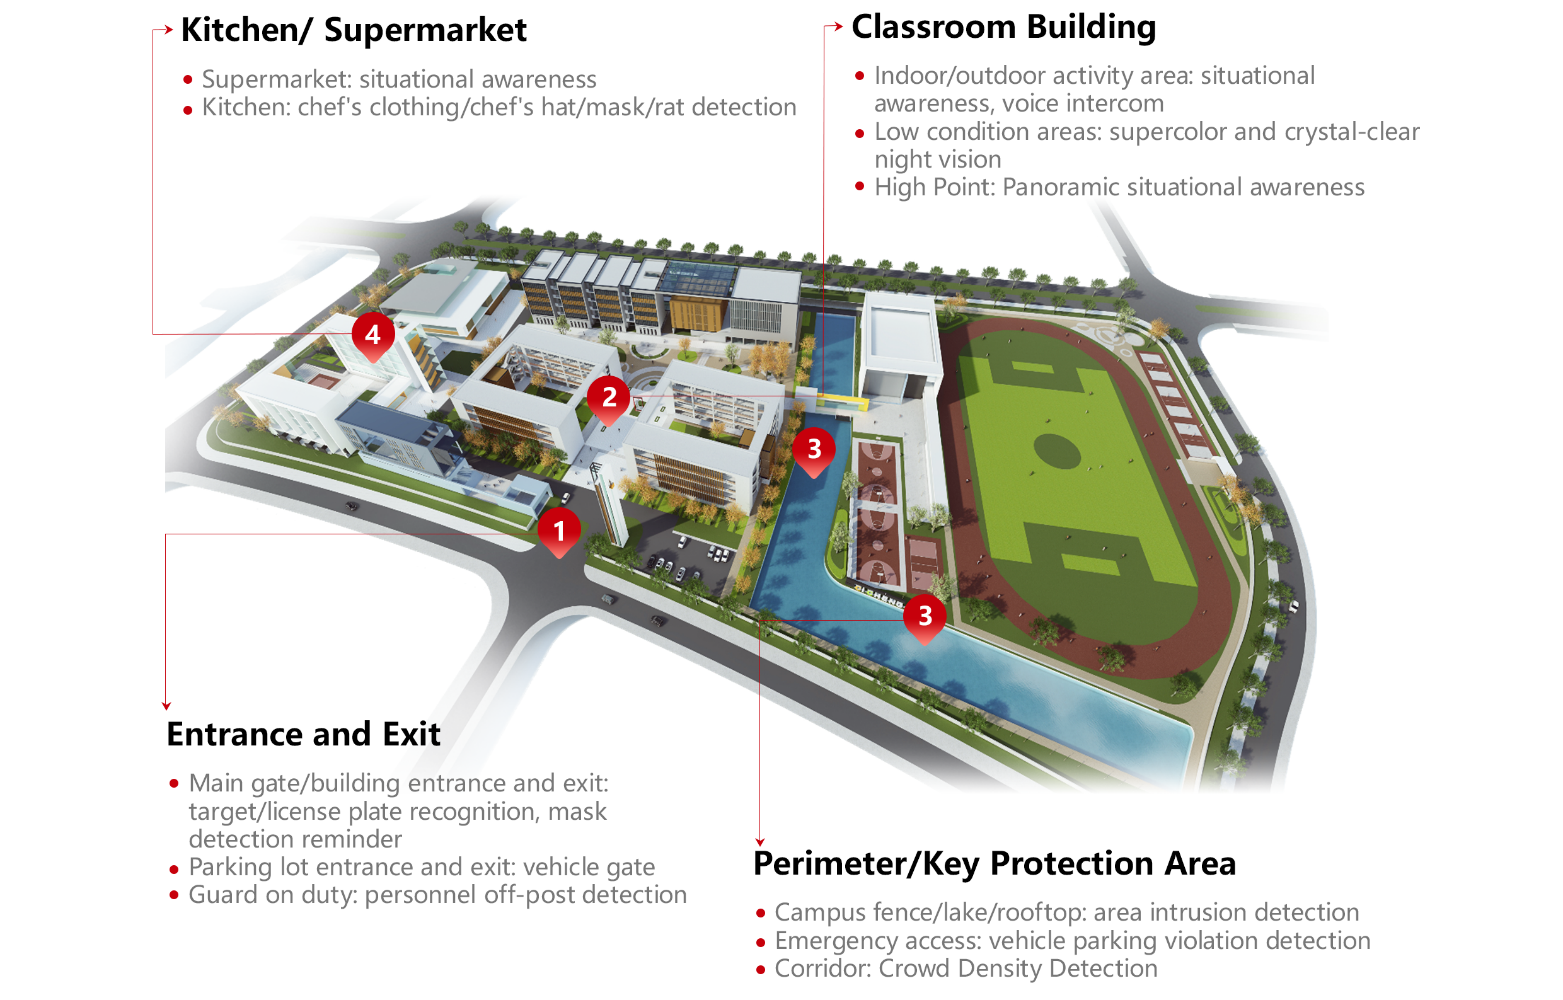 Kitchen/ Supermarket
Supermarket: situational awareness
Kitchen: chef's clothing/chef's hat/mask/rat detection
Classroom Building
Indoor/outdoor activity area: situational
awareness, voice intercom
Low condition areas: supercolor and crystal-clear
night vision
High Point: Panoramic situational awareness
4
2
3
1
3
Entrance and Exit
Main gate/building entrance and exit:
target/license plate recognition, mask
detection reminder
Parking lot entrance and exit: vehicle gate
Guard on duty: personnel off-post detection
Perimeter/Key Protection Area
Campus fence/lake/rooftop: area intrusion detection
Emergency access: vehicle parking violation detection
Corridor: Crowd Density Detection